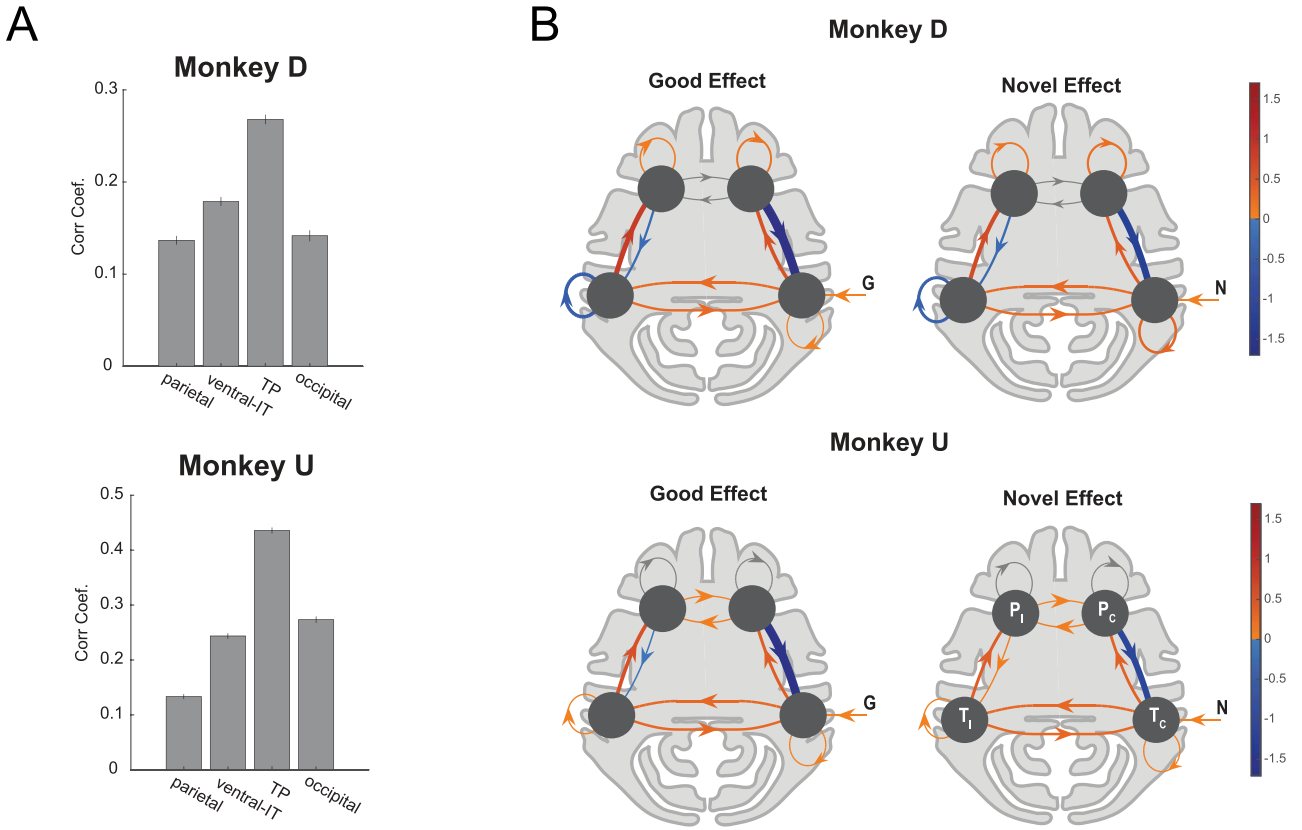 A
Monkey D
0.3
0.2
0.1
0
Corr Coef.
parietal
ventral-IT
TP
occipital
Monkey U
0.5
0.4
0.3
0.2
0.1
0
Corr Coef.
parietal
ventral-IT
TP
occipital
B
Monkey D
Good Effect
Novel Effect
G
N
1.5
1
0.5
0
-0.5
-1
-1.5
Monkey U
Good Effect
Novel Effect
G
P_I
P_C
T_I
T_C
N
1.5
1
0.5
0
-0.5
-1
-1.5